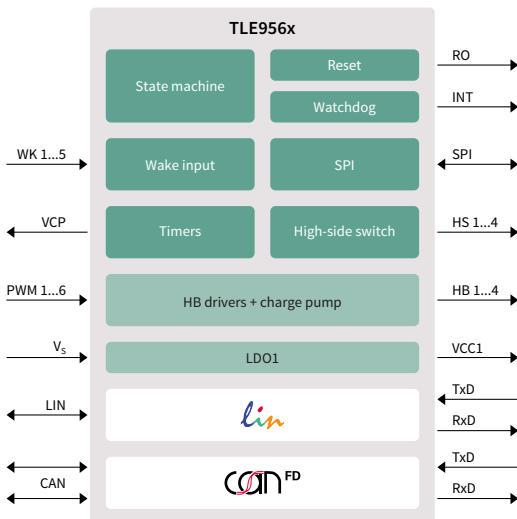 TLE956x
State machine
Reset
RO
Watchdog
INT
WK 1...5
Wake input
SPI
SPI
VCP
Timers
High-side switch
HS 1...4
PWM 1...6
HB drivers + charge pump
HB 1...4
VS
LDO1
VCC1
LIN
lin
TxD
RxD
CAN
CAN FD
TxD
RxD